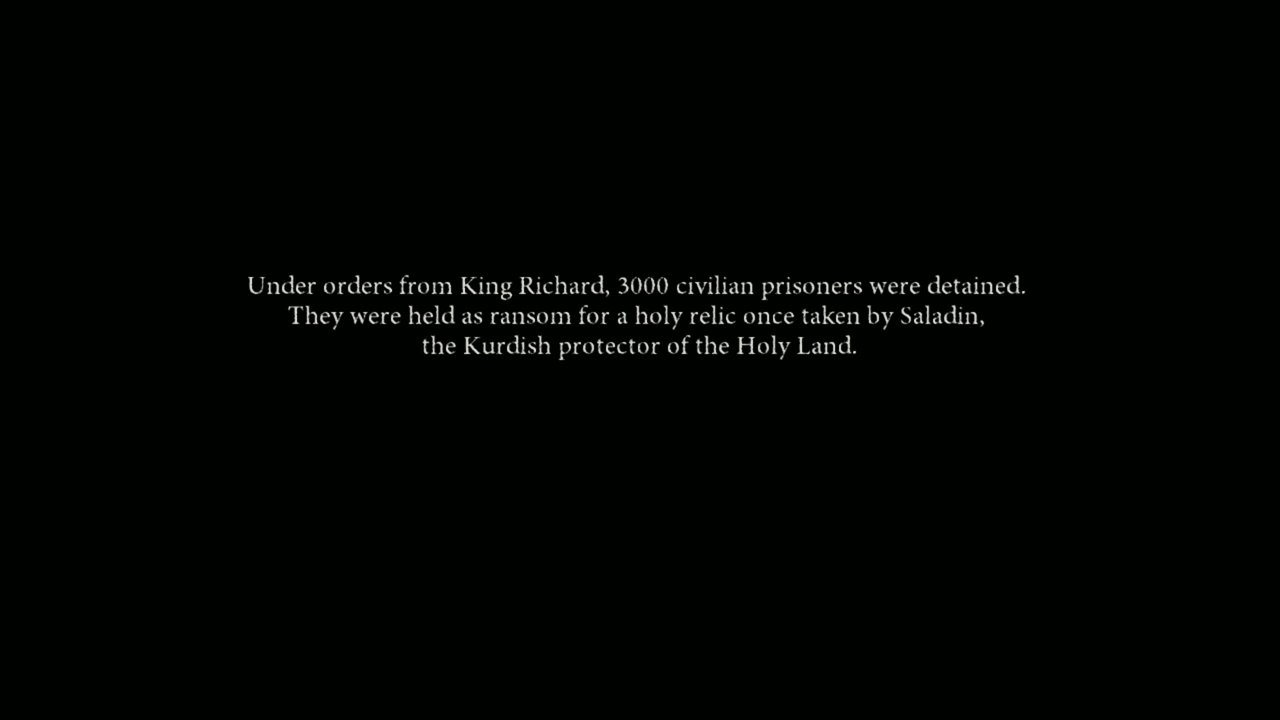 Under orders from King Richard, 3000 civilian prisoners were detained.
They were held as ransom for a holy relic once taken by Saladin,
the Kurdish protector of the Holy Land.